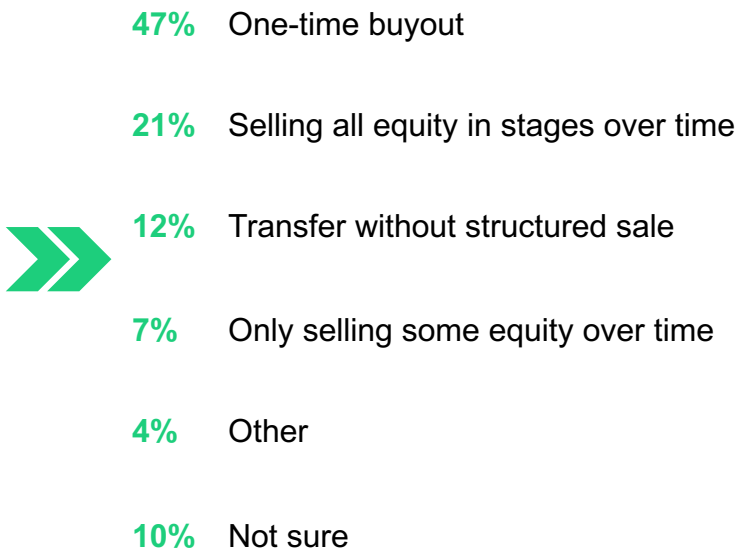 47% One-time buyout
21% Selling all equity in stages over time
12% Transfer without structured sale
7% Only selling some equity over time
4% Other
10% Not sure